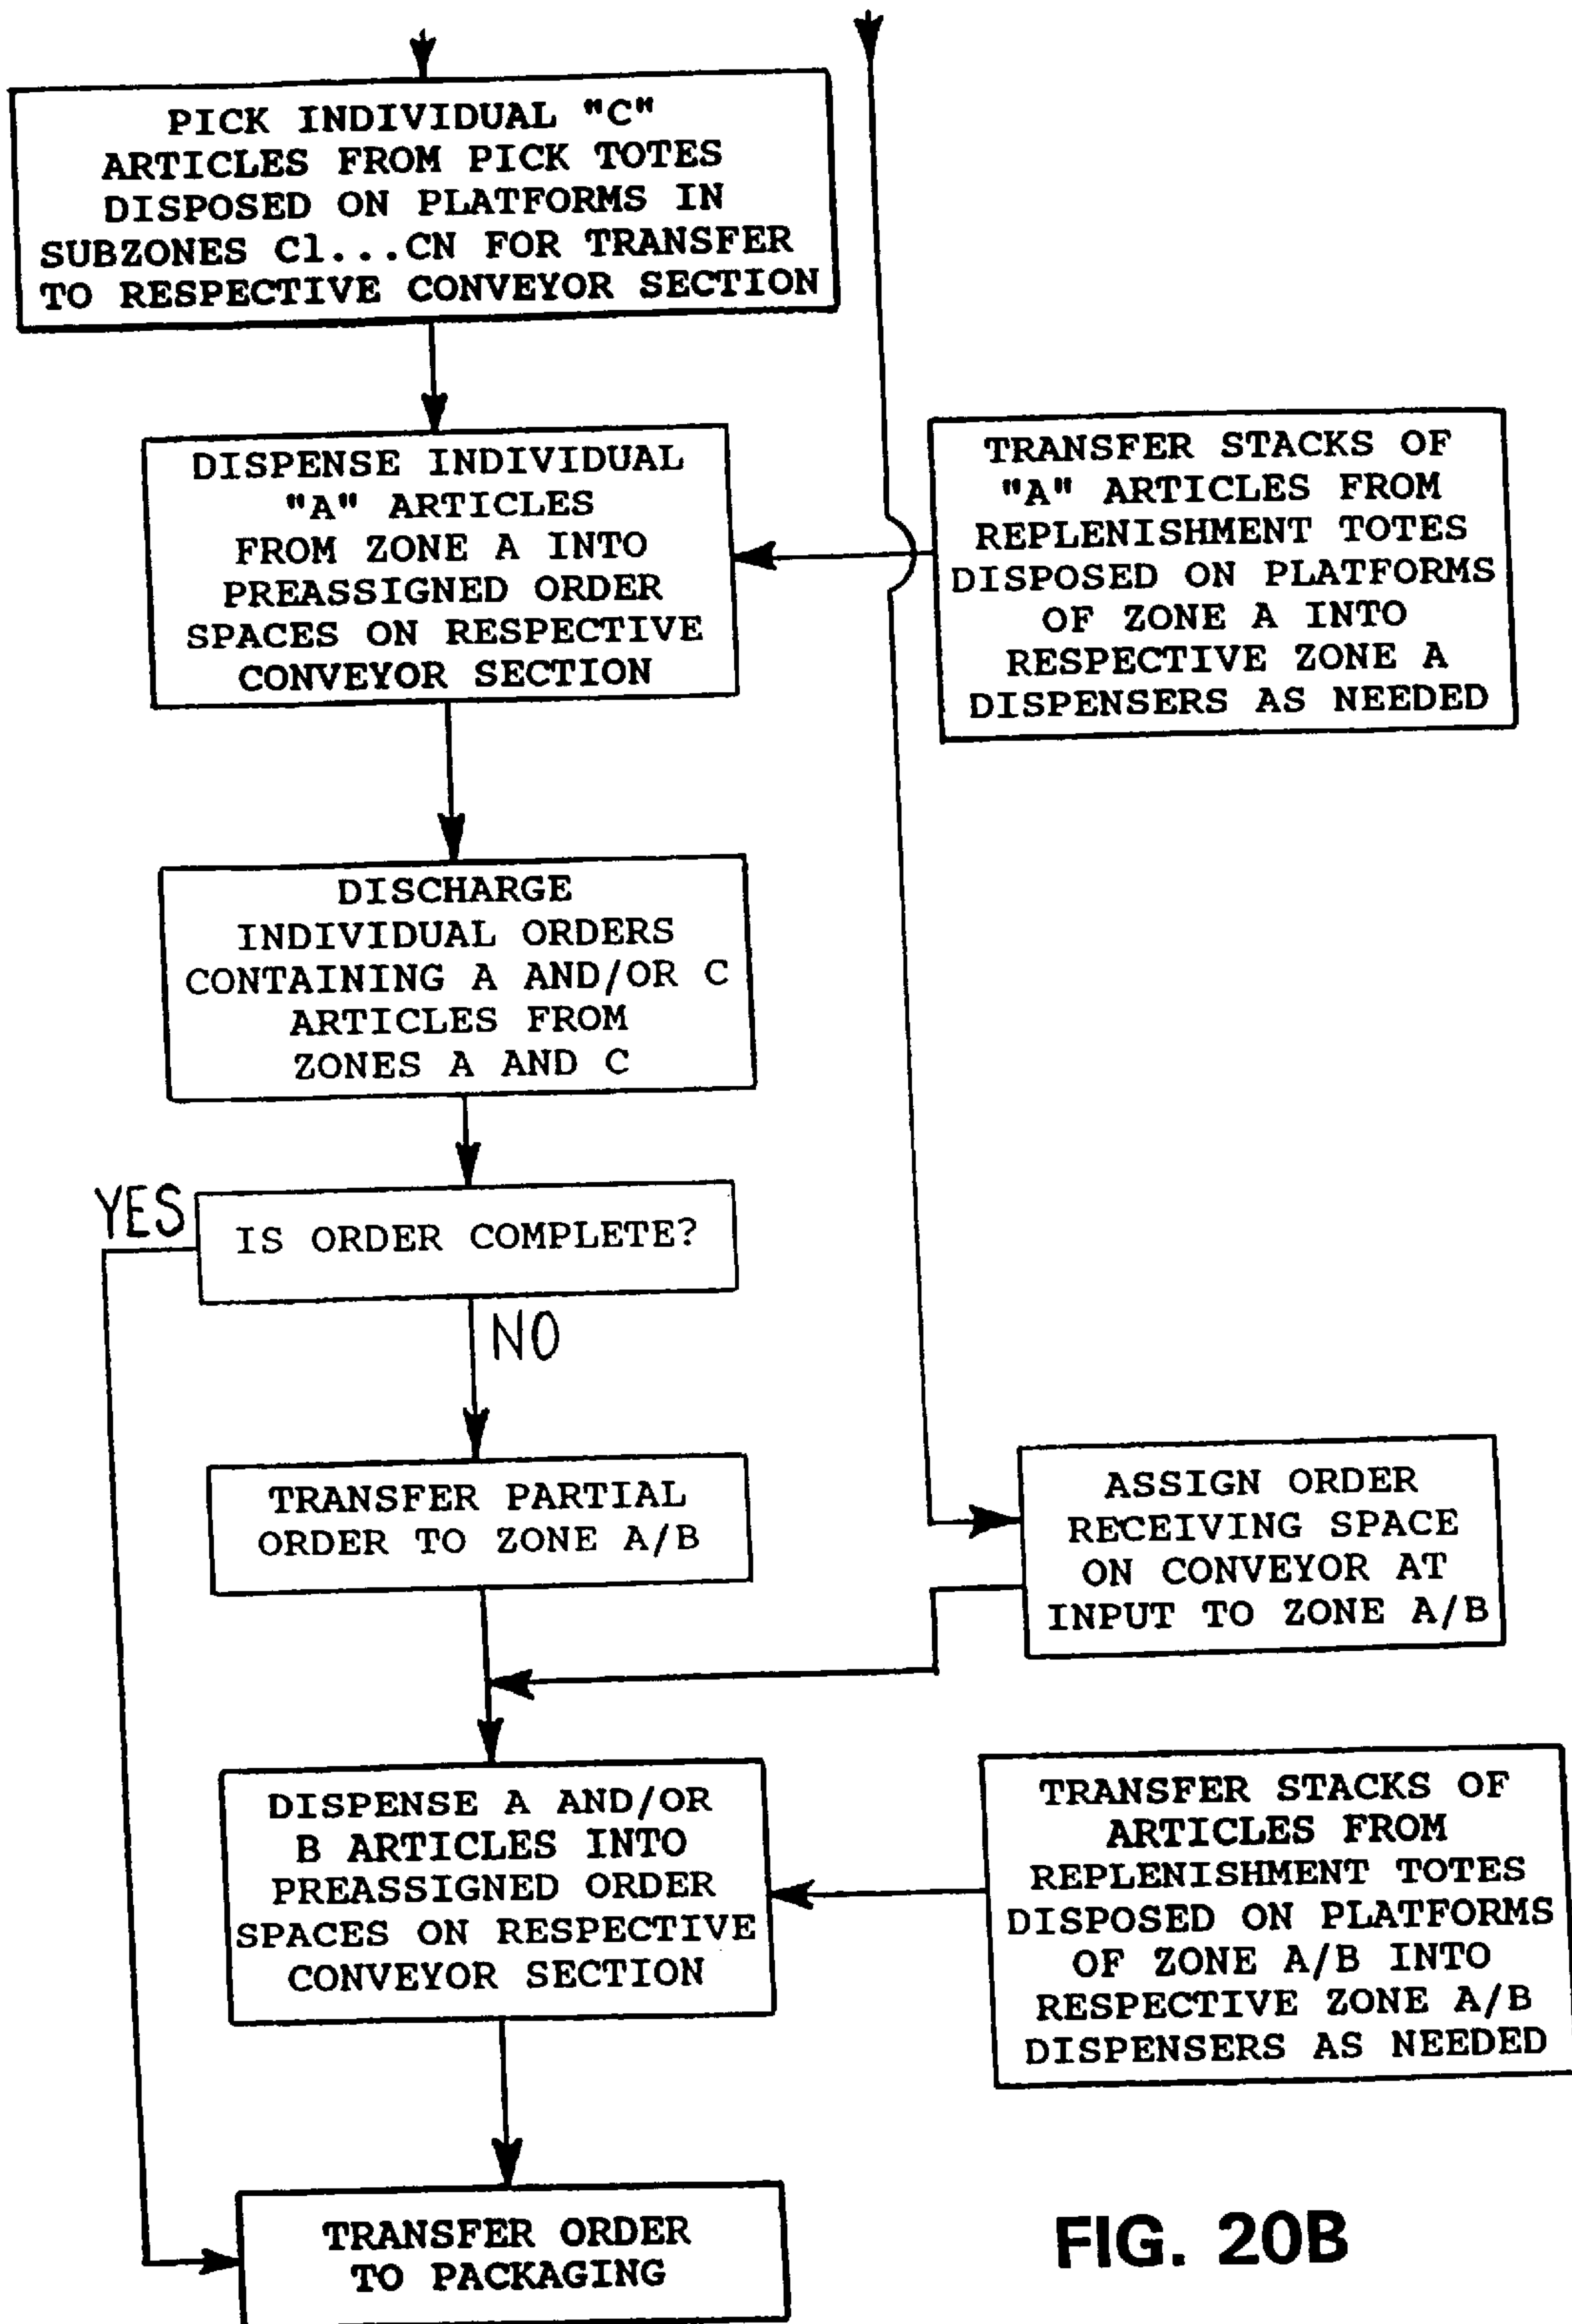 PICK INDIVIDUAL "C"
ARTICLES FROM PICK TOTES
DISPOSED ON PLATFORMS IN
SUBZONES C1...CN FOR TRANSFER
TO RESPECTIVE CONVEYOR SECTION
DISPENSE INDIVIDUAL
"A" ARTICLES
FROM ZONE A INTO
PREASSIGNED ORDER
SPACES ON RESPECTIVE
CONVEYOR SECTION
TRANSFER STACKS OF
"A" ARTICLES FROM
REPLENISHMENT TOTES
DISPOSED ON PLATFORMS
OF ZONE A INTO
RESPECTIVE ZONE A
DISPENSERS AS NEEDED
DISCHARGE
INDIVIDUAL ORDERS
CONTAINING A AND/OR C
ARTICLES FROM
ZONES A AND C
YES
IS ORDER COMPLETE?
NO
TRANSFER PARTIAL
ORDER TO ZONE A/B
ASSIGN ORDER
RECEIVING SPACE
ON CONVEYOR AT
INPUT TO ZONE A/B
DISPENSE A AND/OR
B ARTICLES INTO
PREASSIGNED ORDER
SPACES ON RESPECTIVE
CONVEYOR SECTION
TRANSFER STACKS OF
ARTICLES FROM
REPLENISHMENT TOTES
DISPOSED ON PLATFORMS
OF ZONE A/B INTO
RESPECTIVE ZONE A/B
DISPENSERS AS NEEDED
TRANSFER ORDER
TO PACKAGING
FIG. 20B